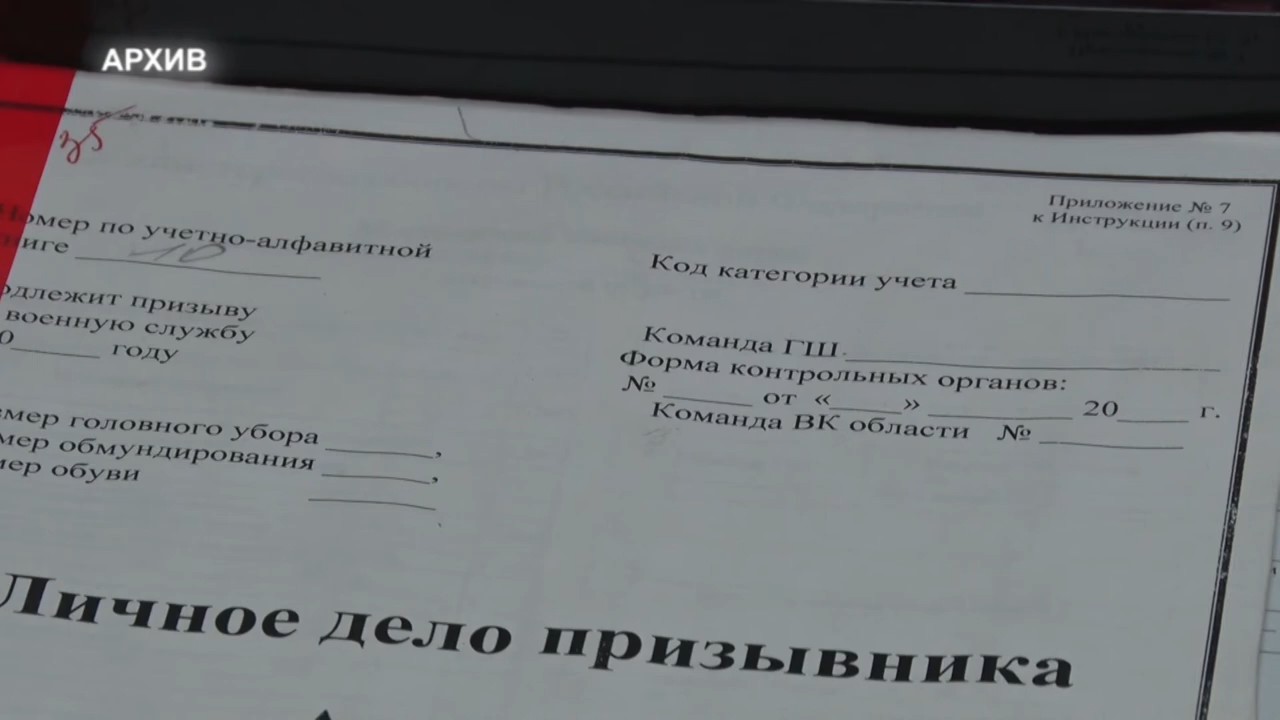 АРХИВ
Приложение № 7
к Инструкции (п. 9)
Номер по учетно-алфавитной
ниге 10
одлежит призыву
военную службу
0 году
змер головного убора ,
мер обмундирования ,
мер обуви
Код категории учета
Команда ГШ
Форма контрольных органов:
№ от « » 20 г.
Команда ВК области №
Личное дело призывника